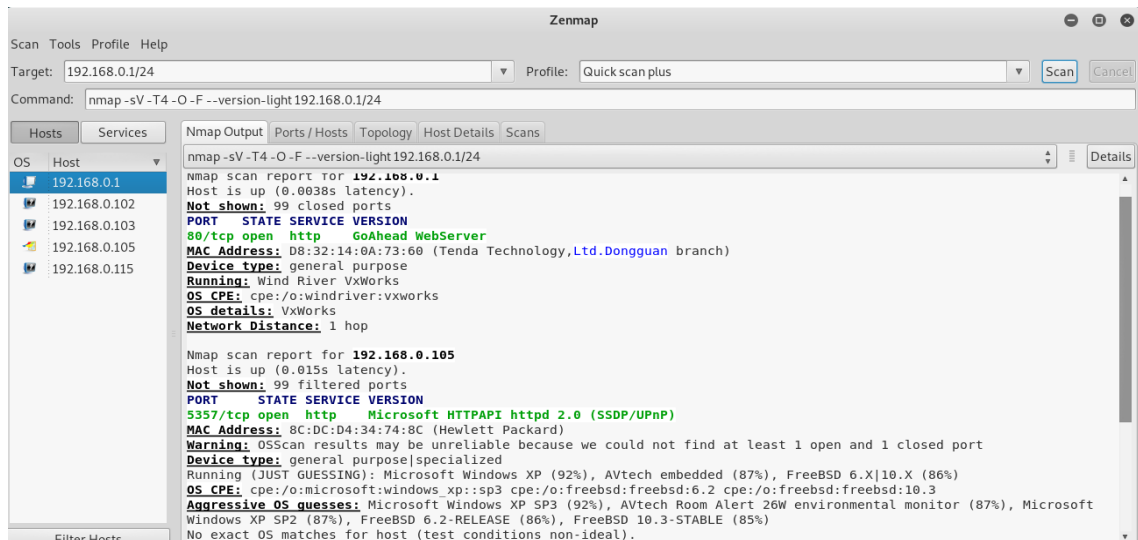 Zenmap
Scan Tools Profile Help
Target: 192.168.0.1/24 Profile: Quick scan plus Scan Cancel
Command: nmap -sV -T4 -O -F --version-light 192.168.0.1/24
Hosts Services Nmap Output Ports / Hosts Topology Host Details Scans
OS Host nmap -sV -T4 -O -F --version-light 192.168.0.1/24 Details
192.168.0.1
192.168.0.102
192.168.0.103
192.168.0.105
192.168.0.115
Nmap scan report for 192.168.0.1
Host is up (0.0038s latency).
Not shown: 99 closed ports
PORT STATE SERVICE VERSION
80/tcp open http GoAhead WebServer
MAC Address: D8:32:14:0A:73:60 (Tenda Technology,Ltd.Dongguan branch)
Device type: general purpose
Running: Wind River VxWorks
OS CPE: cpe:/o:windriver:vxworks
OS details: VxWorks
Network Distance: 1 hop
Nmap scan report for 192.168.0.105
Host is up (0.015s latency).
Not shown: 99 filtered ports
PORT STATE SERVICE VERSION
5357/tcp open http Microsoft HTTPAPI httpd 2.0 (SSDP/UPnP)
MAC Address: 8C:DC:D4:34:74:8C (Hewlett Packard)
Warning: OSScan results may be unreliable because we could not find at least 1 open and 1 closed port
Device type: general purpose|specialized
Running (JUST GUESSING): Microsoft Windows XP (92%), AVtech embedded (87%), FreeBSD 6.X|10.X (86%)
OS CPE: cpe:/o:microsoft:windows_xp::sp3 cpe:/o:freebsd:freebsd:6.2 cpe:/o:freebsd:freebsd:10.3
Aggressive OS guesses: Microsoft Windows XP SP3 (92%), AVtech Room Alert 26W environmental monitor (87%), Microsoft
Windows XP SP2 (87%), FreeBSD 6.2-RELEASE (86%), FreeBSD 10.3-STABLE (85%)
No exact OS matches for host (test conditions non-ideal).
Filter Hosts